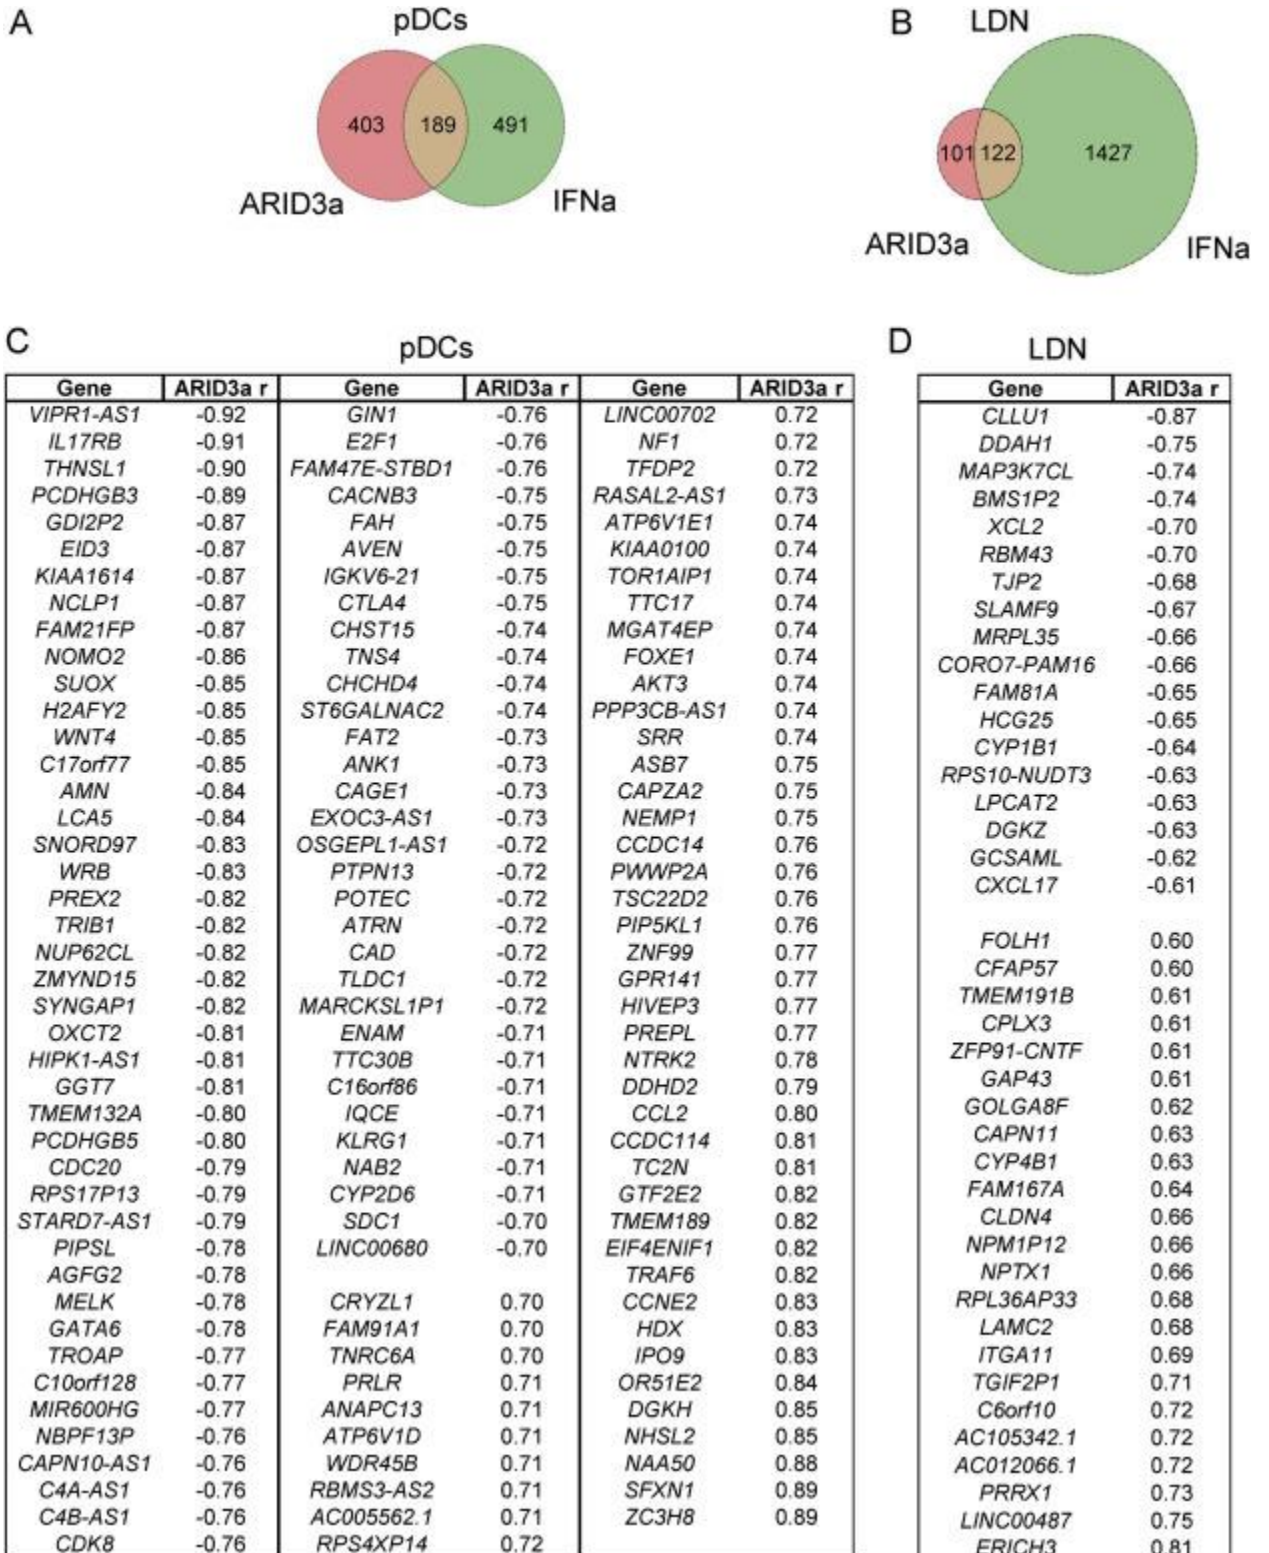 A
pDCs
403 189 491
ARID3a
IFNa
B
LDN
101 122 1427
ARID3a
IFNa
C
pDCs
Gene ARID3a r Gene ARID3a r Gene ARID3a r
VIPR1-AS1 -0.92 GIN1 -0.76 LINC00702 0.72
IL17RB -0.91 E2F1 -0.76 NF1 0.72
THNSL1 -0.90 FAM47E-STBD1 -0.76 TFDP2 0.72
PCDHGB3 -0.89 CACNB3 -0.75 RASAL2-AS1 0.73
GDI2P2 -0.87 FAH -0.75 ATP6V1E1 0.74
EID3 -0.87 AVEN -0.75 KIAA0100 0.74
KIAA1614 -0.87 IGKV6-21 -0.75 TOR1AIP1 0.74
NCLP1 -0.87 CTLA4 -0.75 TTC17 0.74
FAM21FP -0.87 CHST15 -0.74 MGAT4EP 0.74
NOMO2 -0.86 TNS4 -0.74 FOXE1 0.74
SUOX -0.85 CHCHD4 -0.74 AKT3 0.74
H2AFY2 -0.85 ST6GALNAC2 -0.74 PPP3CB-AS1 0.74
WNT4 -0.85 FAT2 -0.73 SRR 0.74
C17orf77 -0.85 ANK1 -0.73 ASB7 0.75
AMN -0.84 CAGE1 -0.73 CAPZA2 0.75
LCA5 -0.84 EXOC3-AS1 -0.73 NEMP1 0.75
SNORD97 -0.83 OSGEPL1-AS1 -0.72 CCDC14 0.76
WRB -0.83 PTPN13 -0.72 PWWP2A 0.76
PREX2 -0.82 POTEC -0.72 TSC22D2 0.76
TRIB1 -0.82 ATRN -0.72 PIP5KL1 0.76
NUP62CL -0.82 CAD -0.72 ZNF99 0.77
ZMYND15 -0.82 TLDC1 -0.72 GPR141 0.77
SYNGAP1 -0.82 MARCKSL1P1 -0.72 HIVEP3 0.77
OXCT2 -0.81 ENAM -0.71 PREPL 0.77
HIPK1-AS1 -0.81 TTC30B -0.71 NTRK2 0.78
GGT7 -0.81 C16orf86 -0.71 DDHD2 0.79
TMEM132A -0.80 IQCE -0.71 CCL2 0.80
PCDHGB5 -0.80 KLRG1 -0.71 CCDC114 0.81
CDC20 -0.79 NAB2 -0.71 TC2N 0.81
RPS17P13 -0.79 CYP2D6 -0.71 GTF2E2 0.82
STARD7-AS1 -0.79 SDC1 -0.70 TMEM189 0.82
PIPSL -0.78 LINC00680 -0.70 EIF4ENIF1 0.82
AGFG2 -0.78 TRAF6 0.82
MELK -0.78 CRYZL1 0.70 CCNE2 0.83
GATA6 -0.78 FAM91A1 0.70 HDX 0.83
TROAP -0.77 TNRC6A 0.70 IPO9 0.83
C10orf128 -0.77 PRLR 0.71 OR51E2 0.84
MIR600HG -0.77 ANAPC13 0.71 DGKH 0.85
NBPF13P -0.76 ATP6V1D 0.71 NHSL2 0.85
CAPN10-AS1 -0.76 WDR45B 0.71 NAA50 0.88
C4A-AS1 -0.76 RBMS3-AS2 0.71 SFXN1 0.89
C4B-AS1 -0.76 AC005562.1 0.71 ZC3H8 0.89
CDK8 -0.76 RPS4XP14 0.72
D
LDN
Gene ARID3a r
CLLU1 -0.87
DDAH1 -0.75
MAP3K7CL -0.74
BMS1P2 -0.74
XCL2 -0.70
RBM43 -0.70
TJP2 -0.68
SLAMF9 -0.67
MRPL35 -0.66
CORO7-PAM16 -0.66
FAM81A -0.65
HCG25 -0.65
CYP1B1 -0.64
RPS10-NUDT3 -0.63
LPCAT2 -0.63
DGKZ -0.63
GCSAML -0.62
CXCL17 -0.61
FOLH1 0.60
CFAP57 0.60
TMEM191B 0.61
CPLX3 0.61
ZFP91-CNTF 0.61
GAP43 0.61
GOLGA8F 0.62
CAPN11 0.63
CYP4B1 0.63
FAM167A 0.64
CLDN4 0.66
NPM1P12 0.66
NPTX1 0.66
RPL36AP33 0.68
LAMC2 0.68
ITGA11 0.69
TGIF2P1 0.71
C6orf10 0.72
AC105342.1 0.72
AC012066.1 0.72
PRRX1 0.73
LINC00487 0.75
ERICH3 0.81